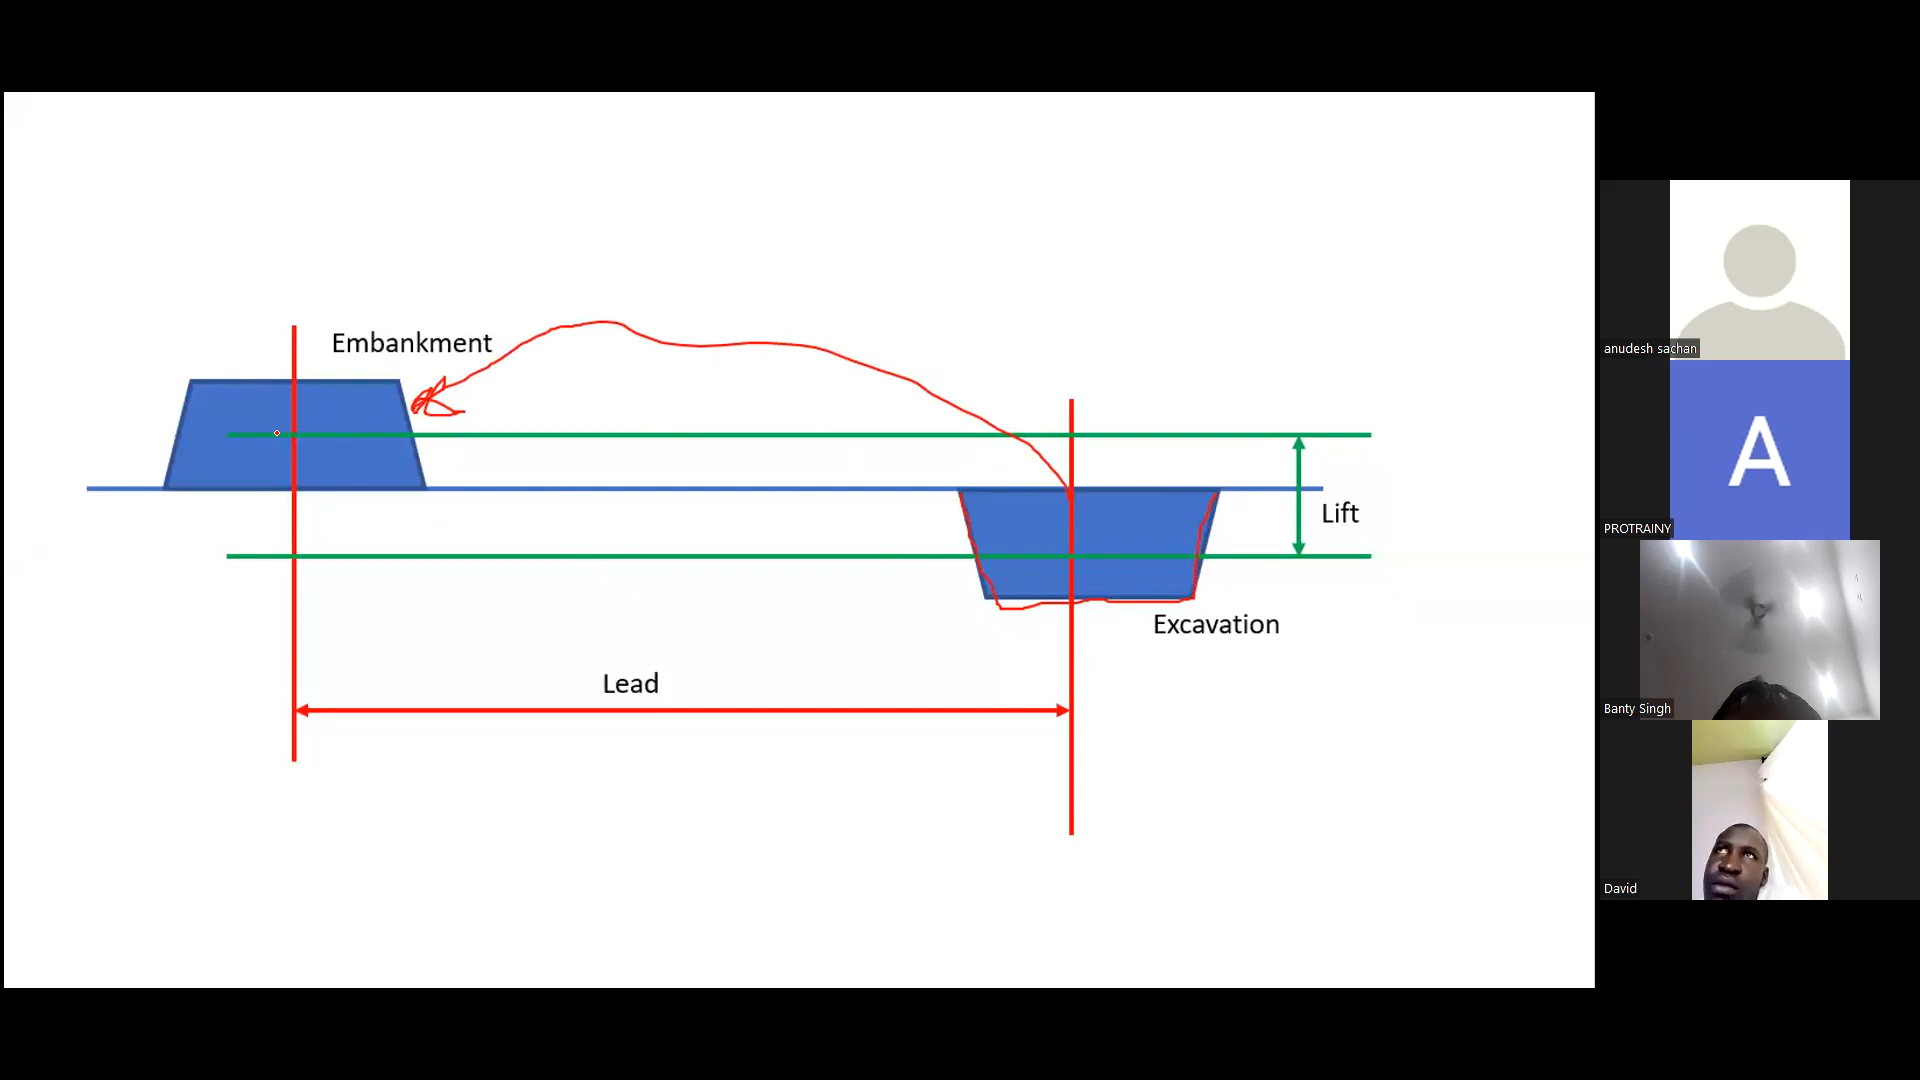 Embankment
Lift
Excavation
Lead
anudesh sachan
A
PROTRAINY
Banty Singh
David